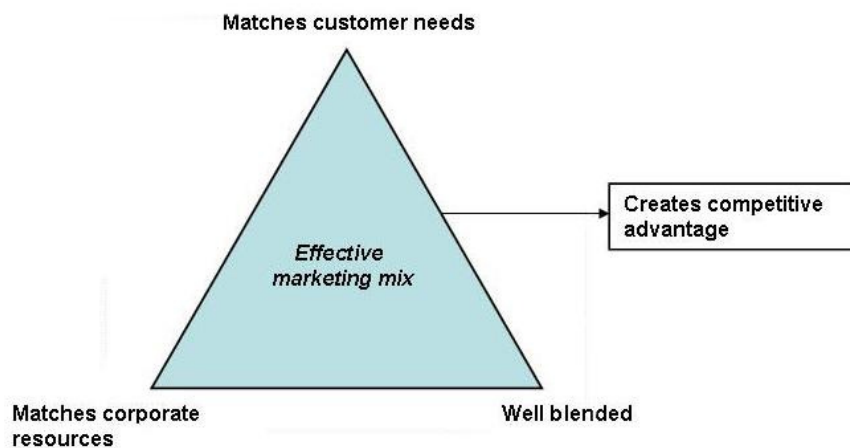 Matches customer needs
Creates competitive
advantage
Effective
marketing mix
Matches corporate
resources
Well blended